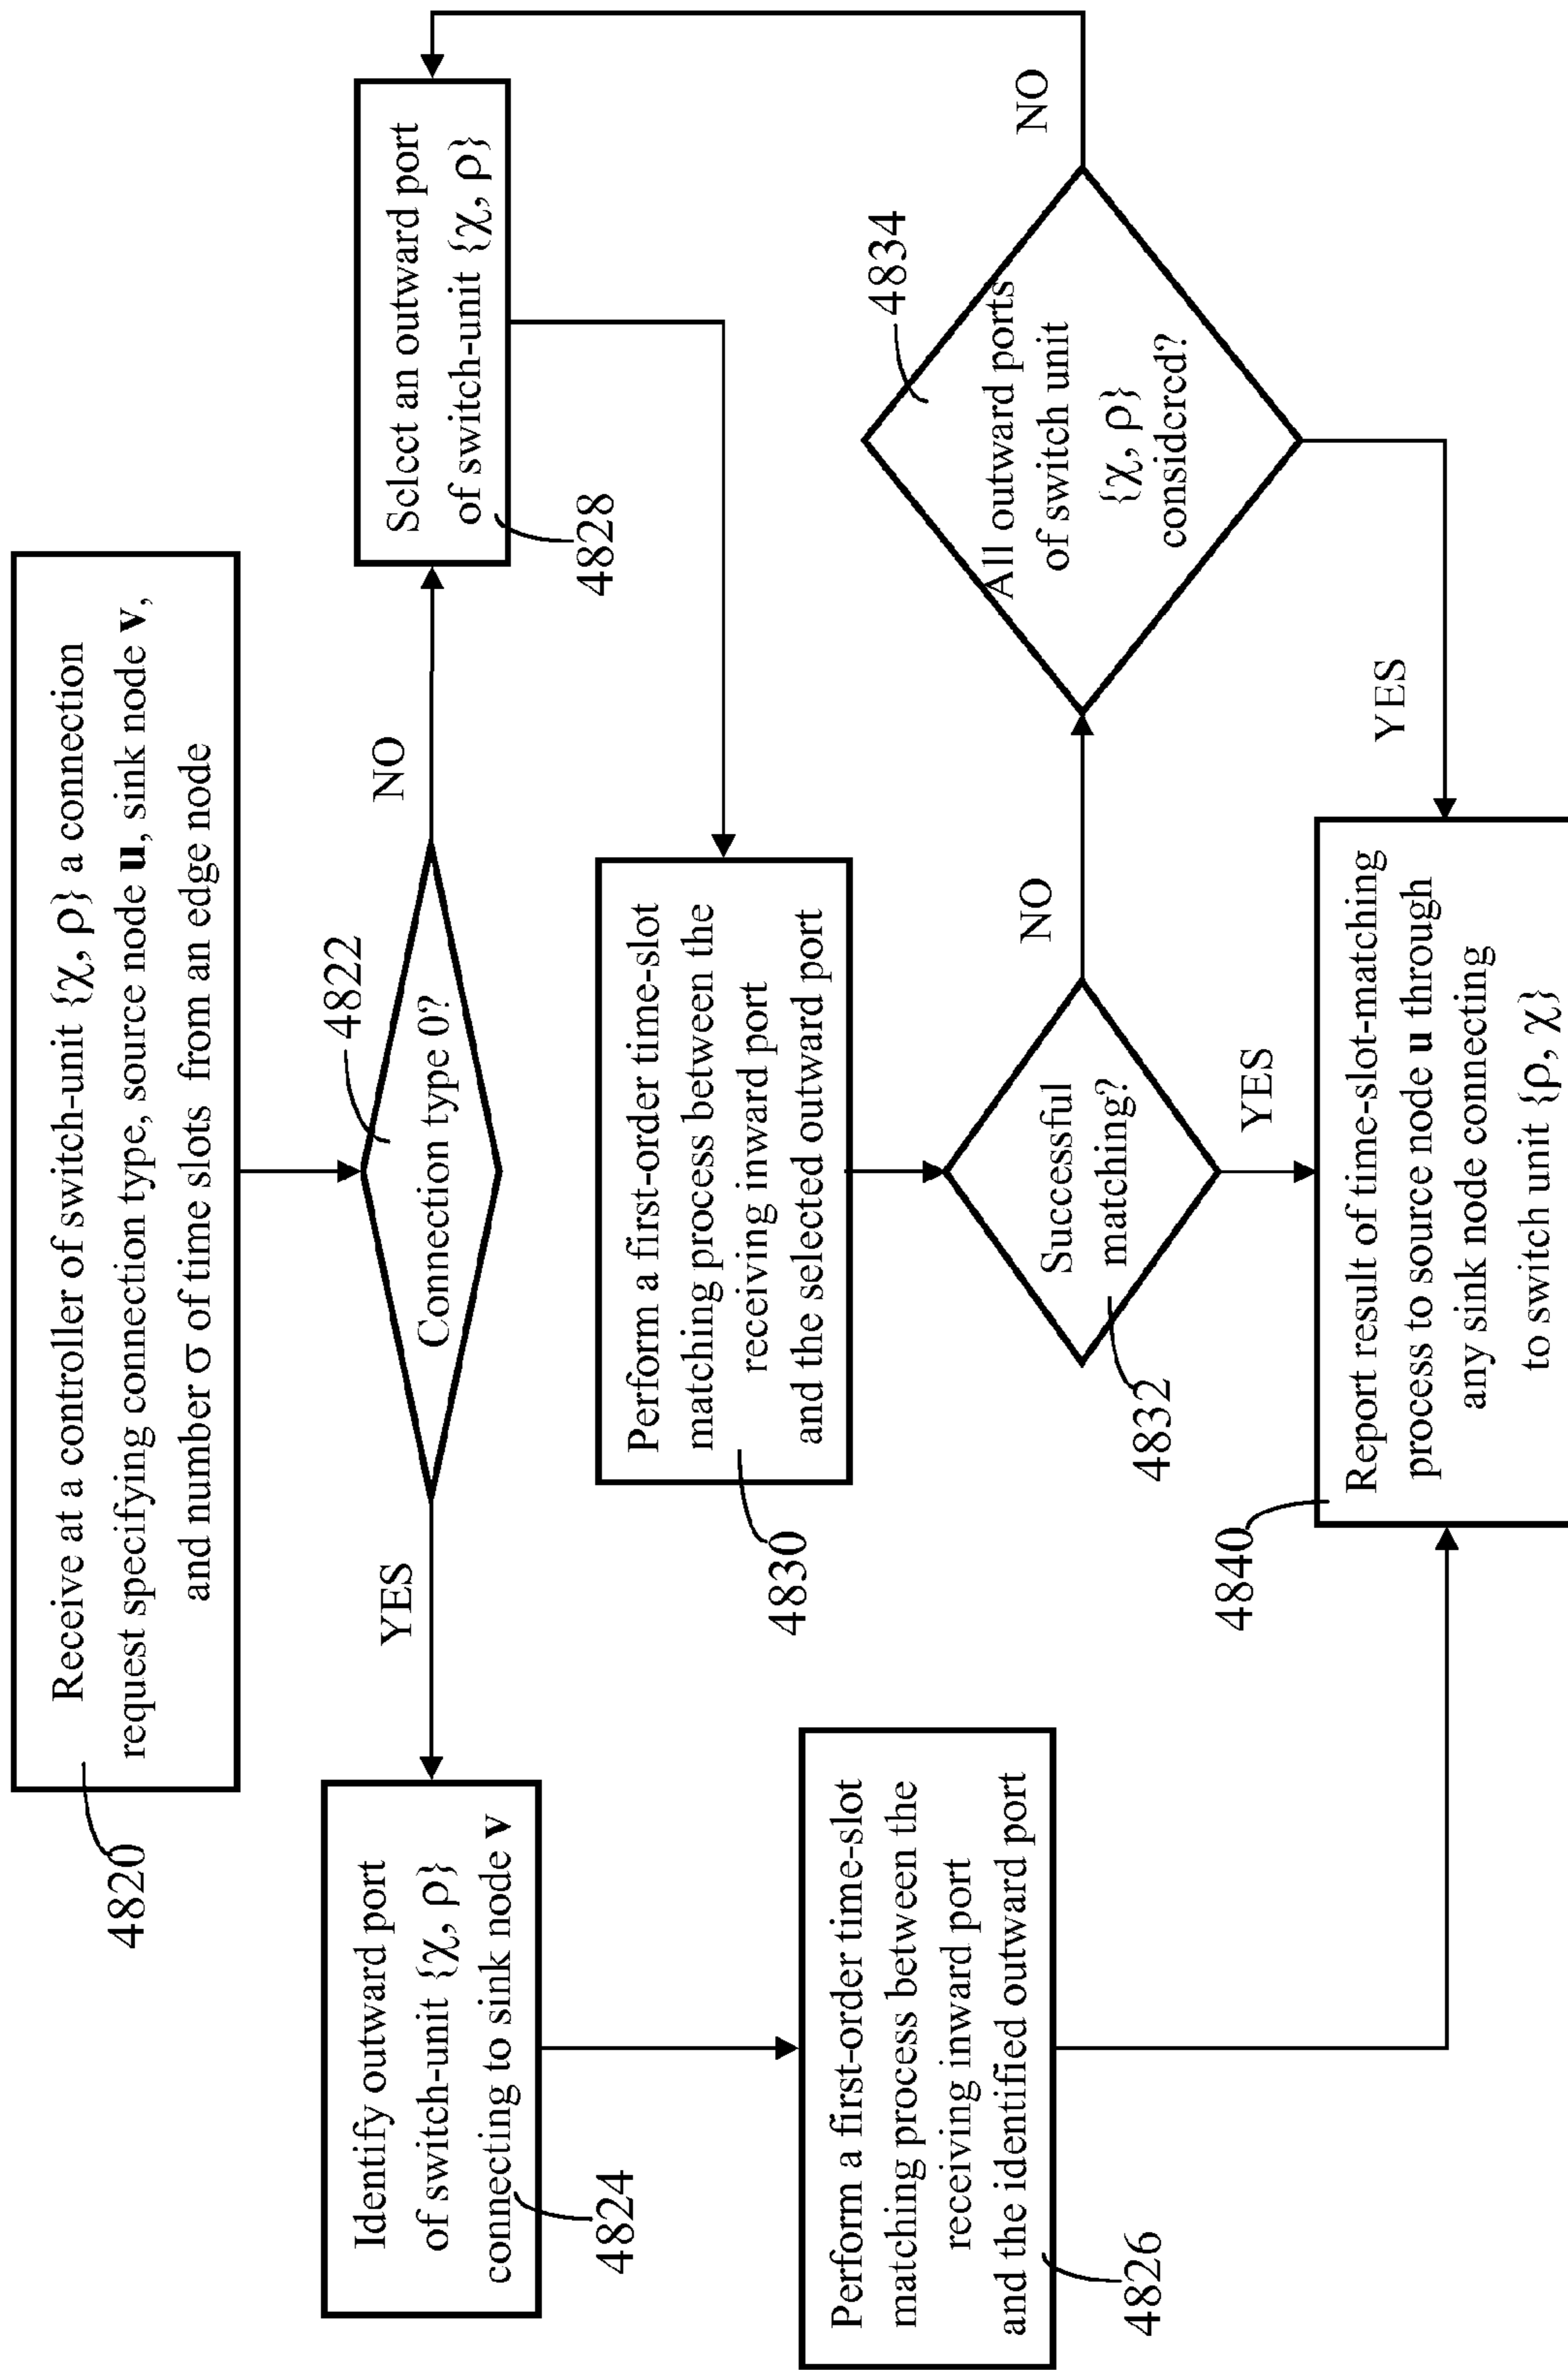 Receive at a controller of switch-unit {χ, ρ} a connection
request specifying connection type, source node u, sink node v,
and number σ of time slots from an edge node
4820
4822
Connection type 0?
YES
NO
Identify outward port
of switch-unit {χ, ρ}
connecting to sink node v
4824
Select an outward port
of switch-unit {χ, ρ}
4828
Perform a first-order time-slot
matching process between the
receiving inward port
and the selected outward port
4830
Perform a first-order time-slot
matching process between the
receiving inward port
and the identified outward port
4826
Successful
matching?
4832
NO
YES
4834
All outward ports
of switch unit
{χ, ρ}
considered?
NO
YES
4840
Report result of time-slot-matching
process to source node u through
any sink node connecting
to switch unit {ρ, χ}